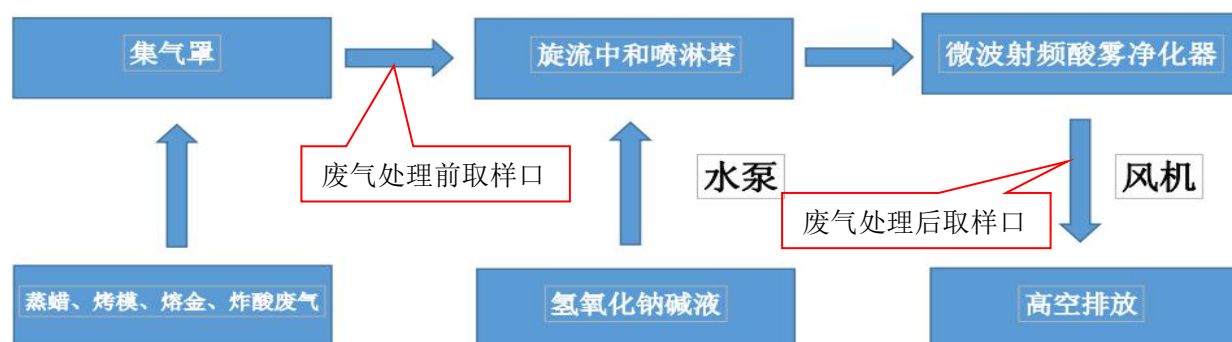 集气罩
旋流中和喷淋塔
微波射频酸雾净化器
废气处理前取样口
水泵
风机
废气处理后取样口
蒸蜡、烤模、熔金、炸酸废气
氢氧化钠碱液
高空排放